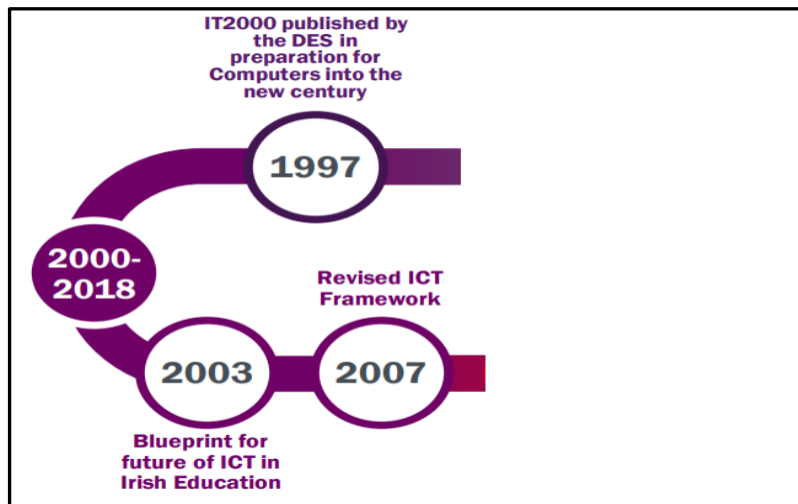 IT2000 published by
the DES in
preparation for
Computers into the
new century
1997
2000-
2018
2003
Blueprint for
future of ICT in
Irish Education
Revised ICT
Framework
2007